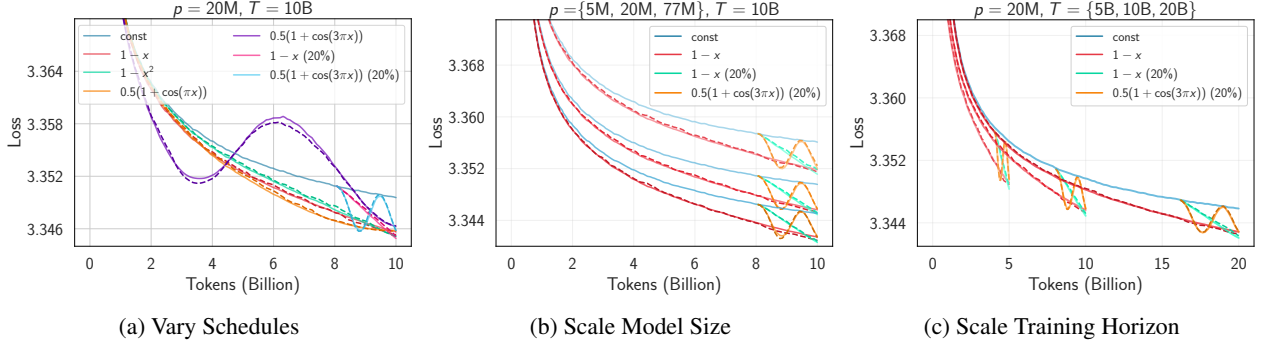 p = 20M, T = 10B
const
1 − x
1 − x²
0.5(1 + cos(πx))
0.5(1 + cos(3πx))
1 − x (20%)
0.5(1 + cos(3πx)) (20%)
Loss
3.364
3.358
3.352
3.346
0 2 4 6 8 10
Tokens (Billion)
(a) Vary Schedules
p={5M, 20M, 77M}, T = 10B
const
1 − x
1 − x (20%)
0.5(1 + cos(3πx)) (20%)
Loss
3.368
3.360
3.352
3.344
0 2 4 6 8 10
Tokens (Billion)
(b) Scale Model Size
p = 20M, T = {5B, 10B, 20B}
const
1 − x
1 − x (20%)
0.5(1 + cos(3πx)) (20%)
Loss
3.368
3.360
3.352
3.344
0 5 10 15 20
Tokens (Billion)
(c) Scale Training Horizon